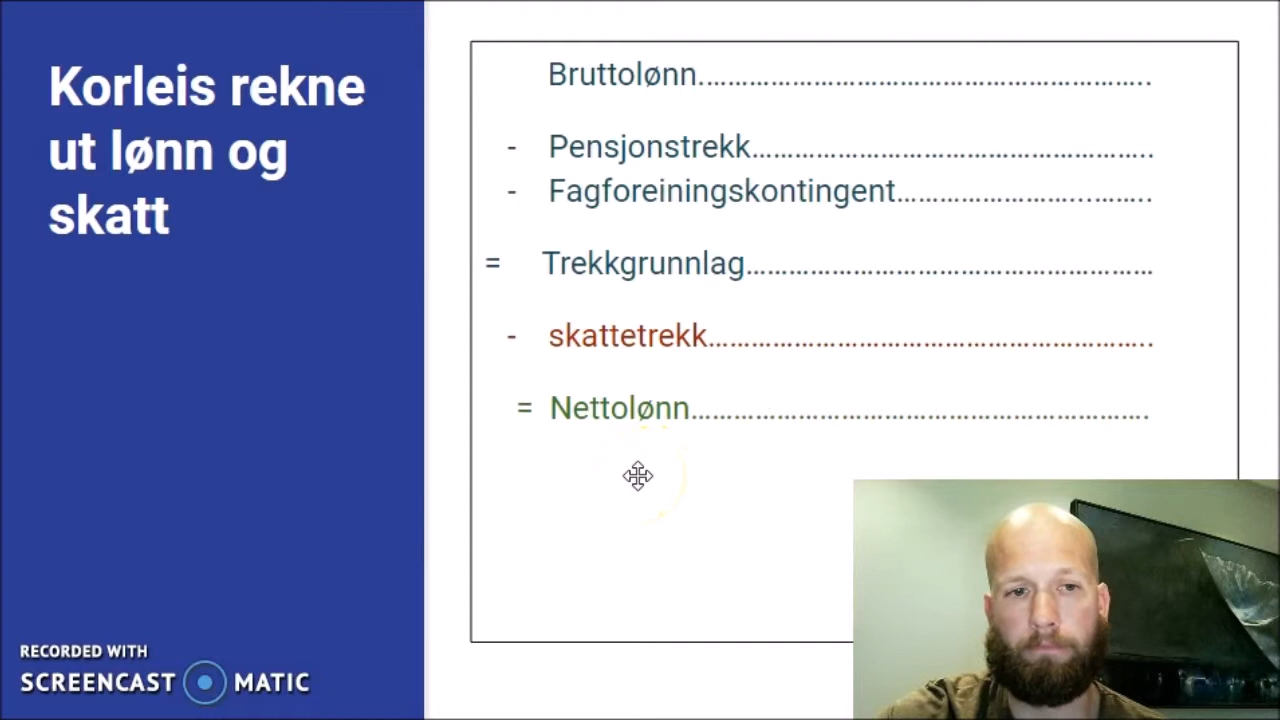 Korleis rekne
ut lønn og
skatt
Bruttolønn.…………………………………………………..
- Pensjonstrekk………………………………………………..
- Fagforeiningskontingent……………………...……..
= Trekkgrunnlag…………………………………………………
- skattetrekk……………………………………………………..
= Nettolønn……………………………………………………….
RECORDED WITH
SCREENCAST MATIC